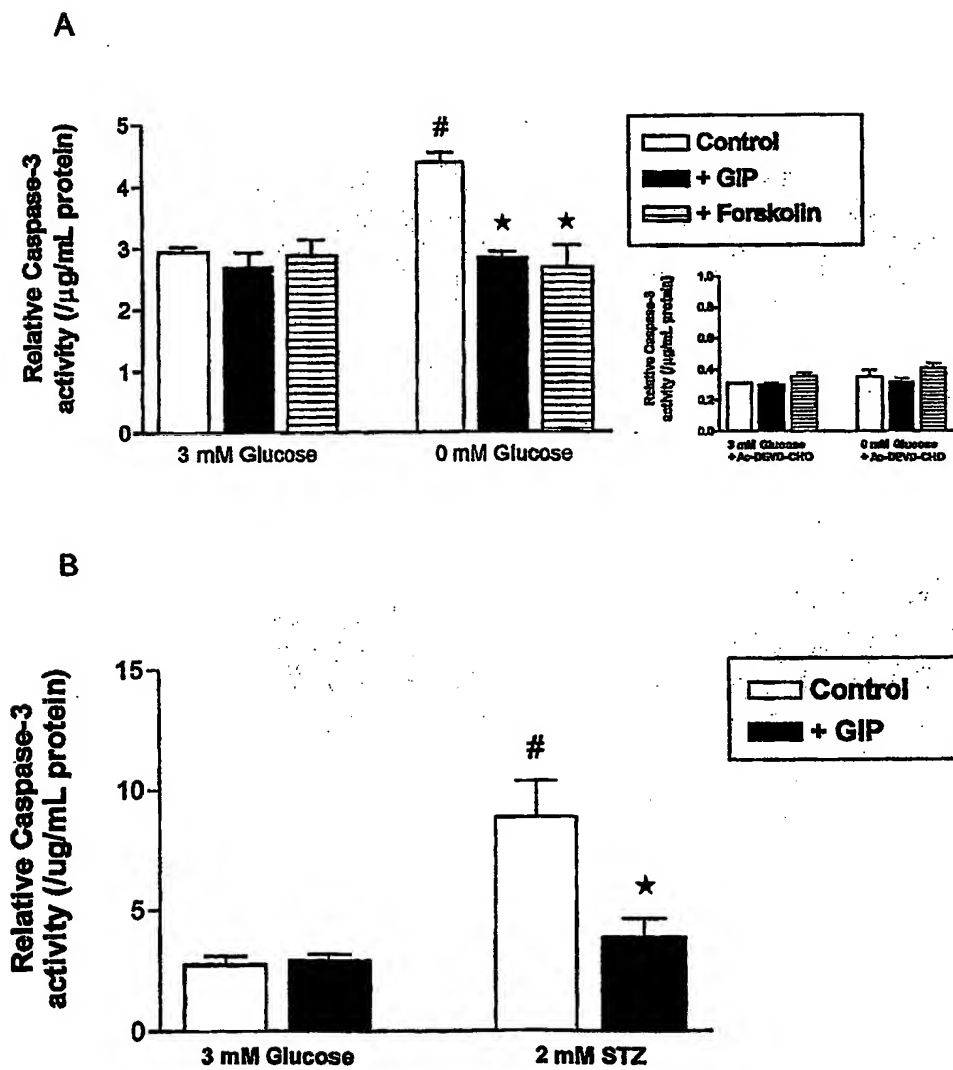 A
Relative Caspase-3
activity (/µg/mL protein)
5
4
3
2
1
0
#
★
★
3 mM Glucose
0 mM Glucose
Control
+ GIP
+ Forskolin
Relative Caspase-3
activity (/µg/mL protein)
1.0
0.8
0.6
0.4
0.2
0.0
3 mM Glucose
+ Ac-DEVD-CHO
0 mM Glucose
+ Ac-DEVD-CHO
B
Relative Caspase-3
activity (/ug/mL protein)
15
10
5
0
#
★
3 mM Glucose
2 mM STZ
Control
+ GIP